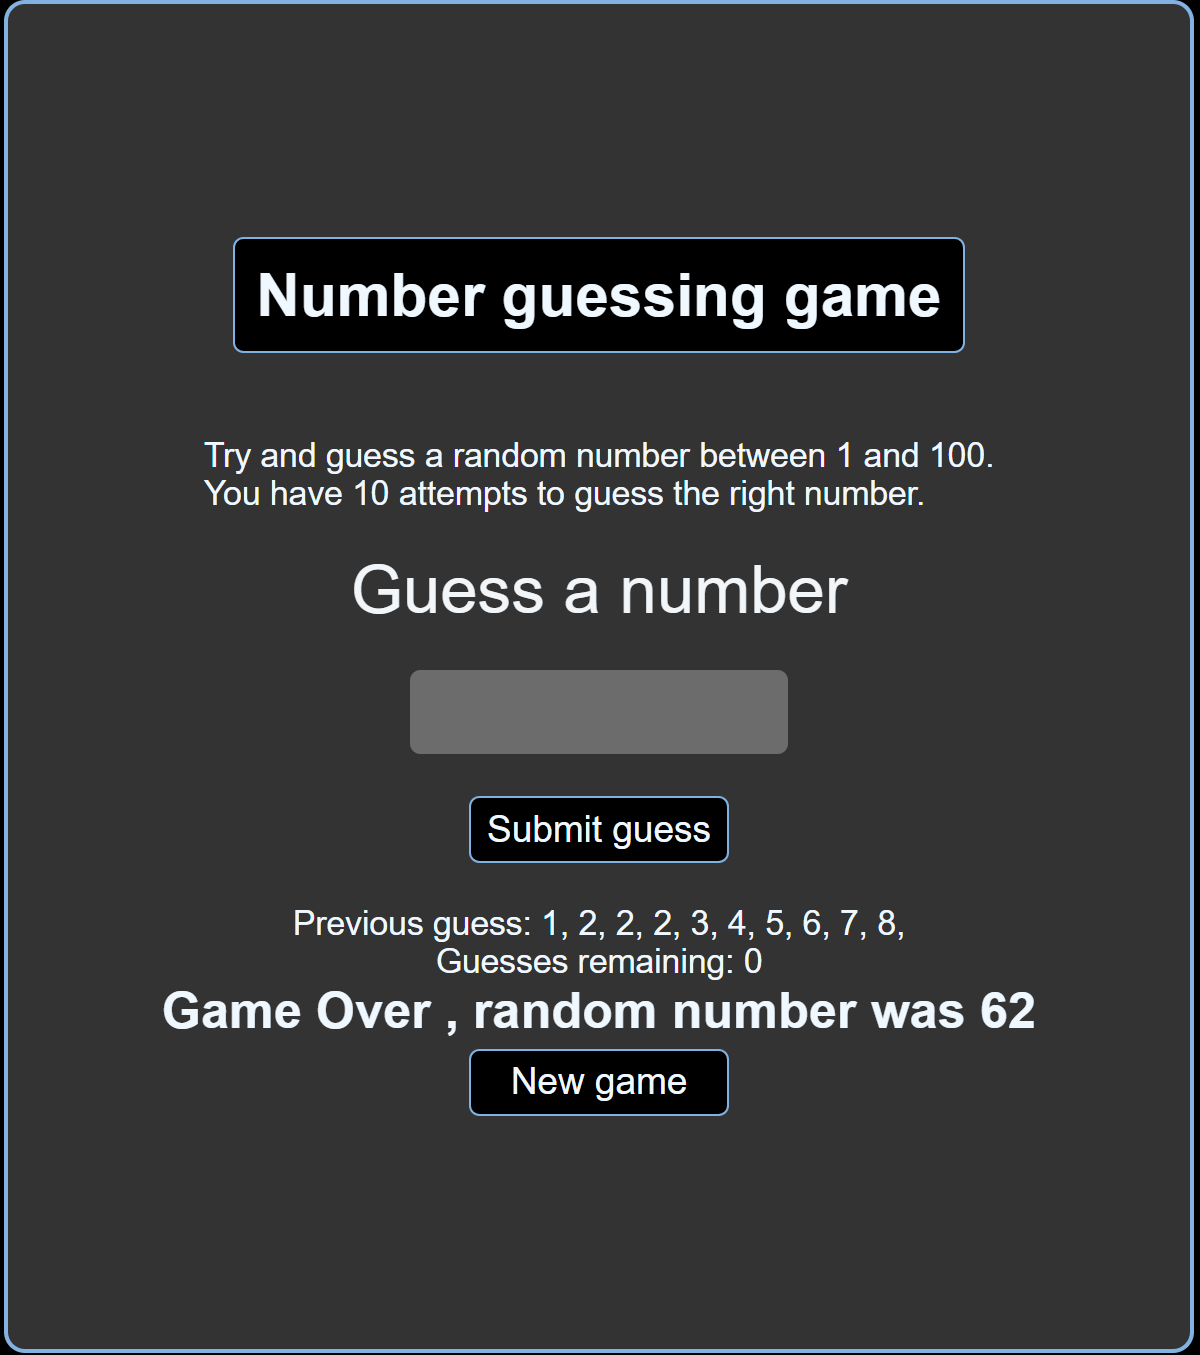 Number guessing game
Try and guess a random number between 1 and 100.
You have 10 attempts to guess the right number.
Guess a number
Submit guess
Previous guess: 1, 2, 2, 2, 3, 4, 5, 6, 7, 8,
Guesses remaining: 0
Game Over , random number was 62
New game